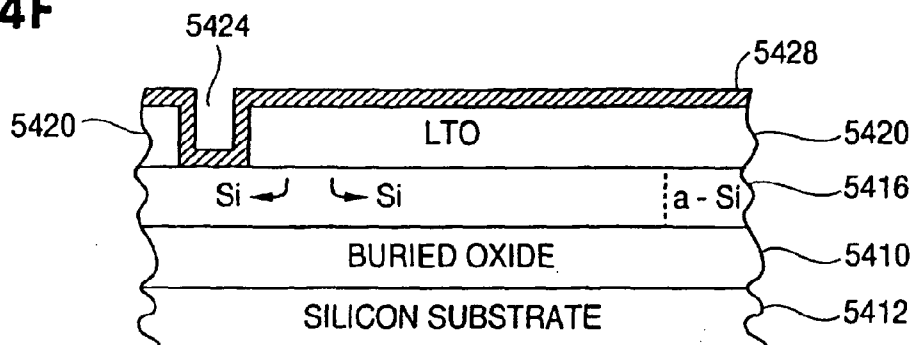 4F
5424
5428
5420
LTO
5420
Si
Si
a - Si
5416
BURIED OXIDE
5410
SILICON SUBSTRATE
5412